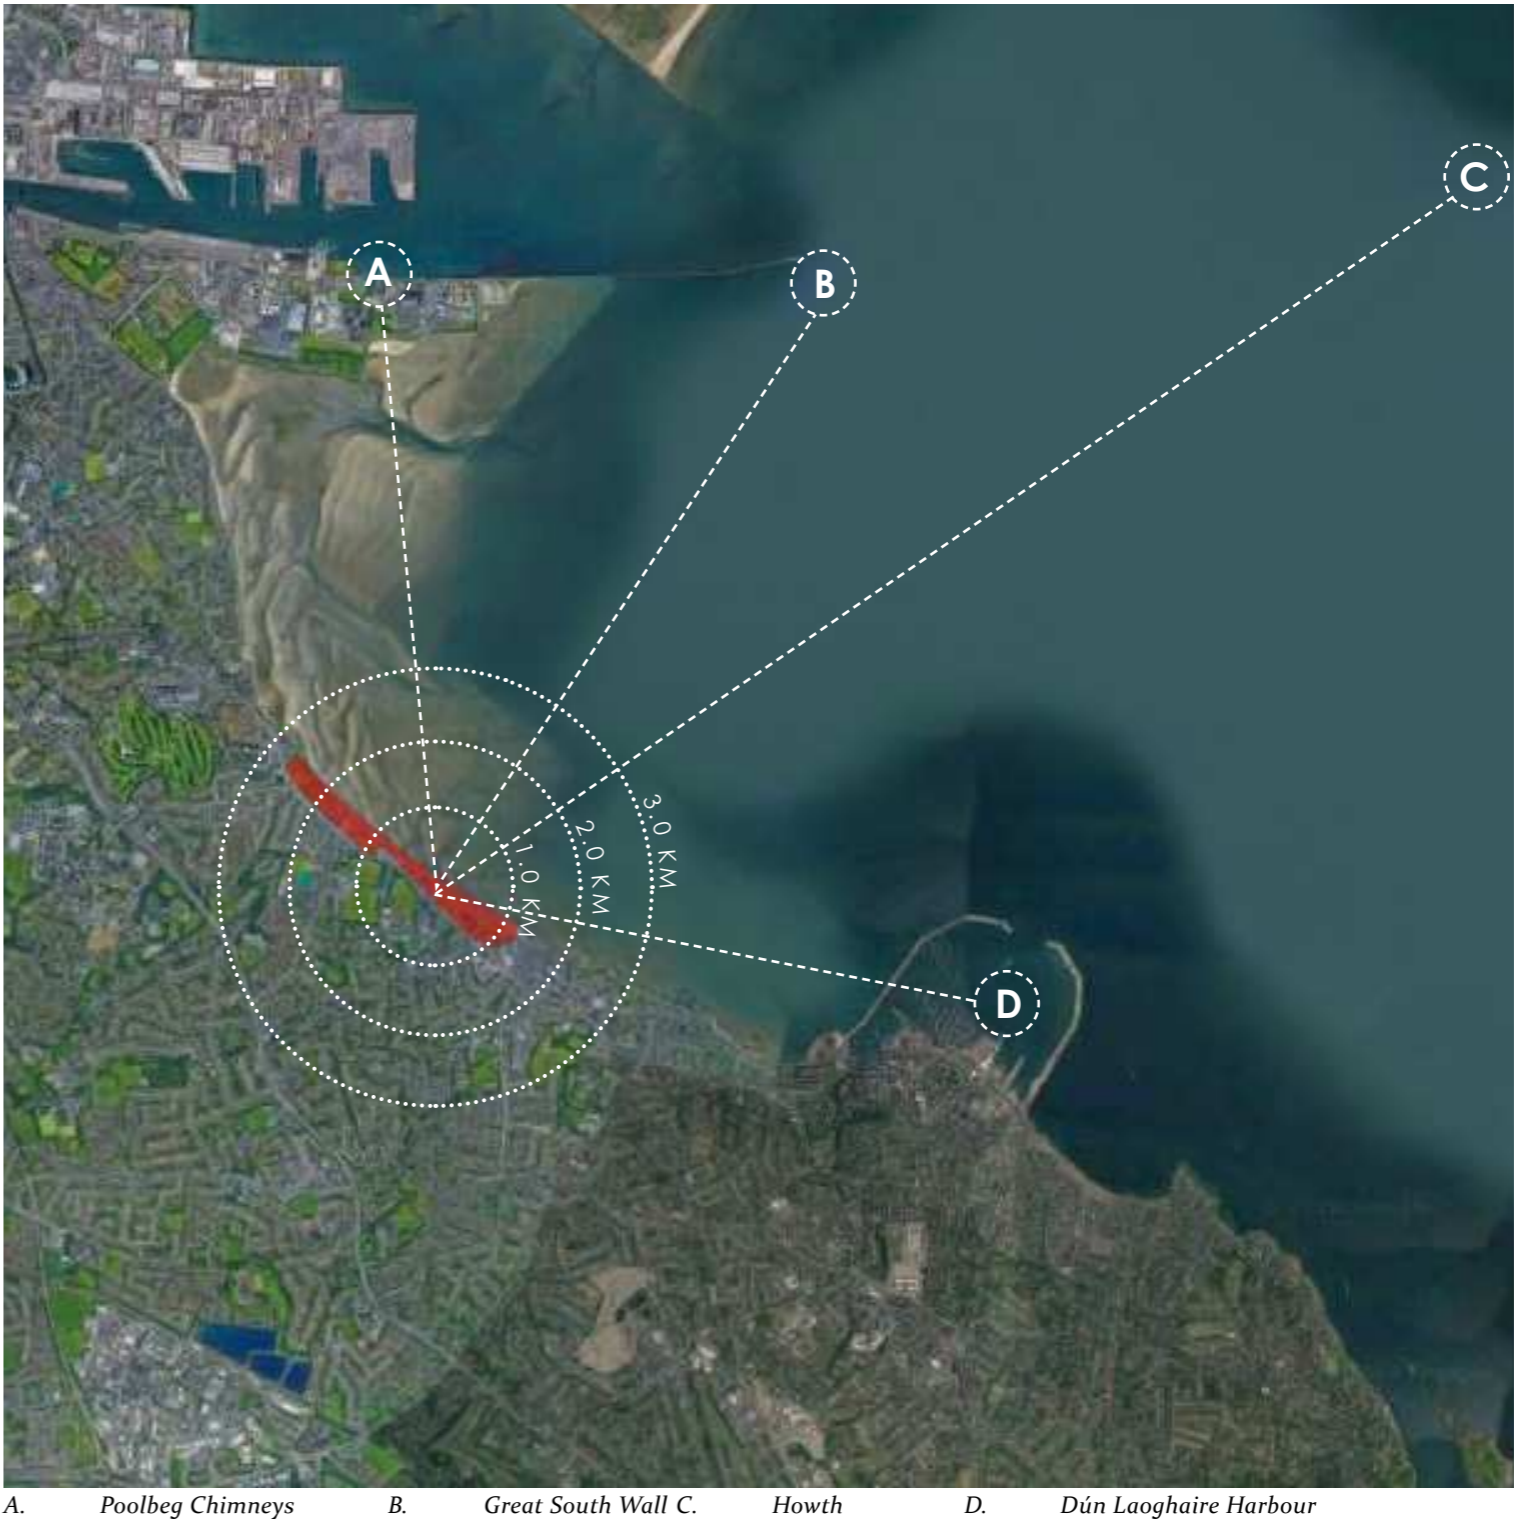 C
A
B
3.0 KM
2.0 KM
1.0 KM
D
A. Poolbeg Chimneys B. Great South Wall C. Howth D. Dún Laoghaire Harbour